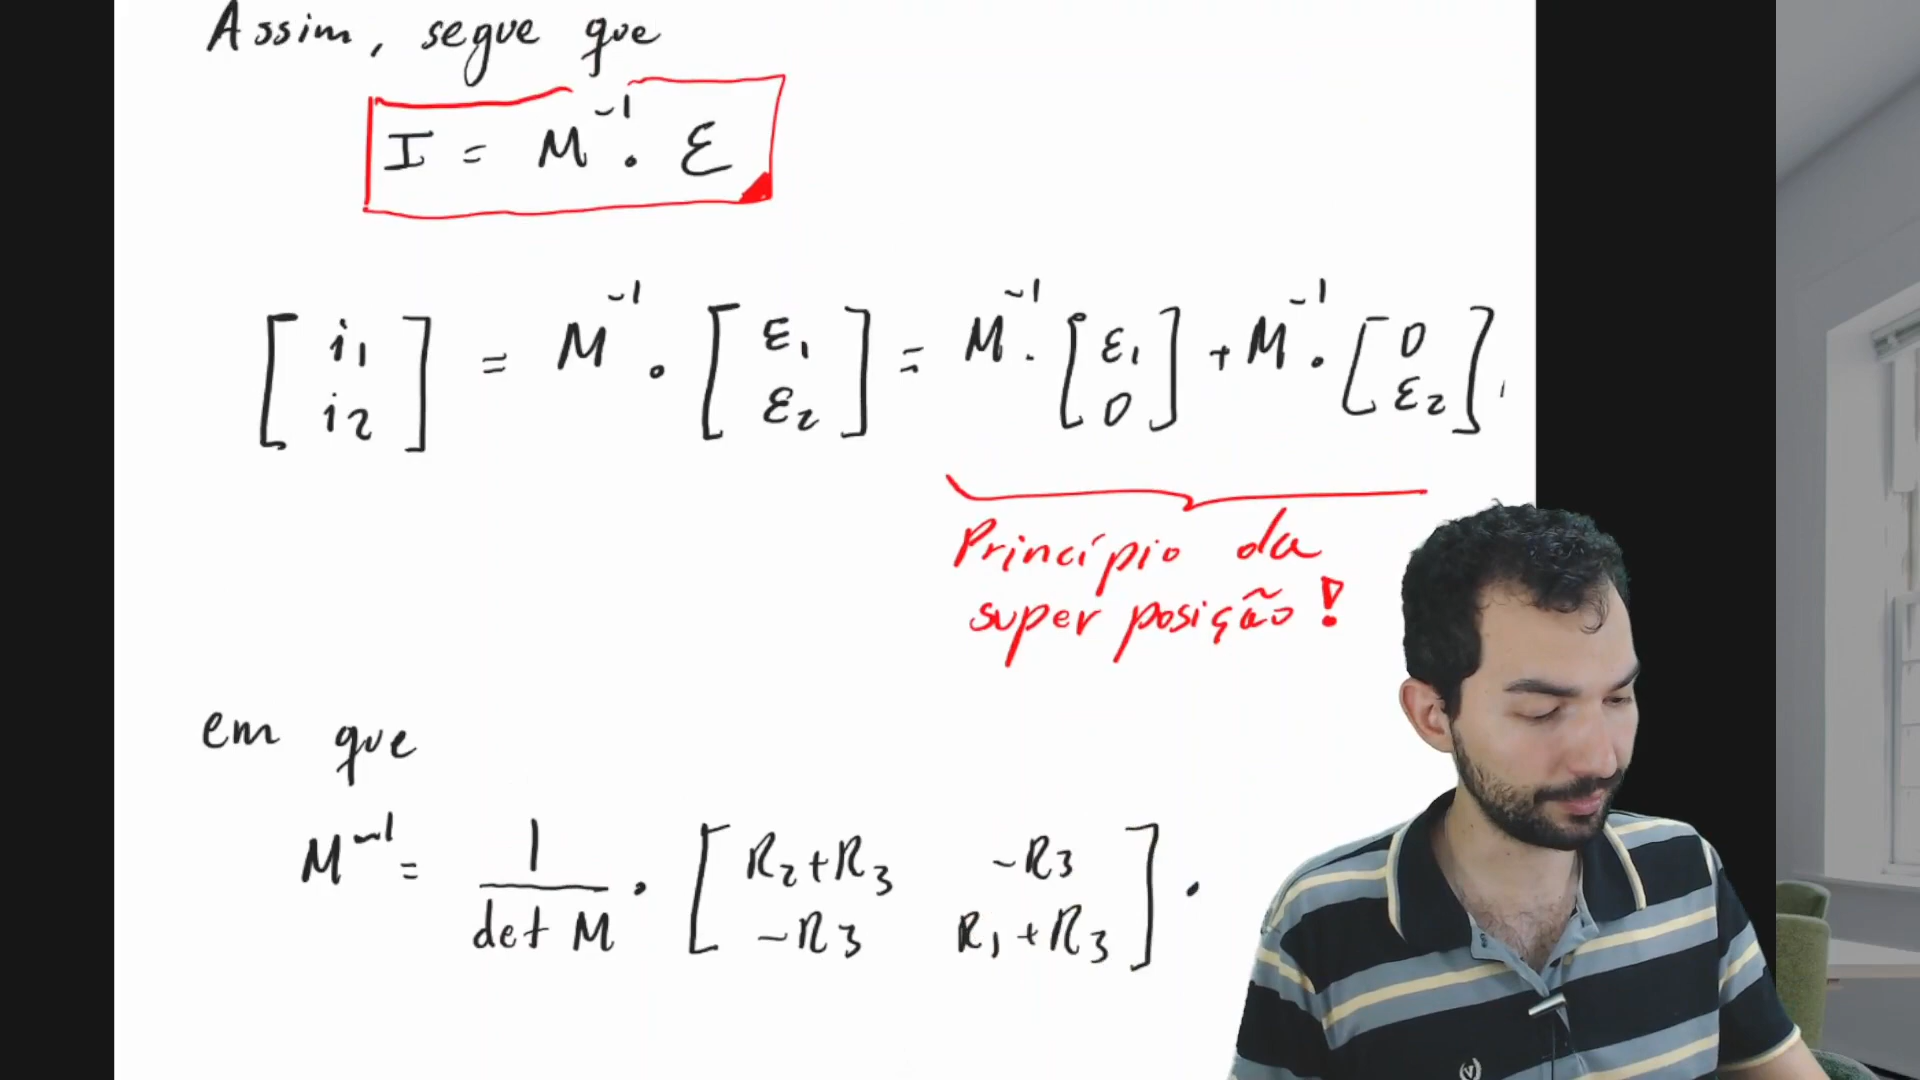 Assim, segue que
I = M⁻¹ · ℰ
[ i₁ i₂ ] = M⁻¹ · [ ε₁ ε₂ ] = M⁻¹ · [ ε₁ 0 ] + M⁻¹ · [ 0 ε₂ ] .
Princípio da
superposição!
em que
M⁻¹ = 1 / det M · [ R₂+R₃ -R₃
-R₃ R₁+R₃ ] .